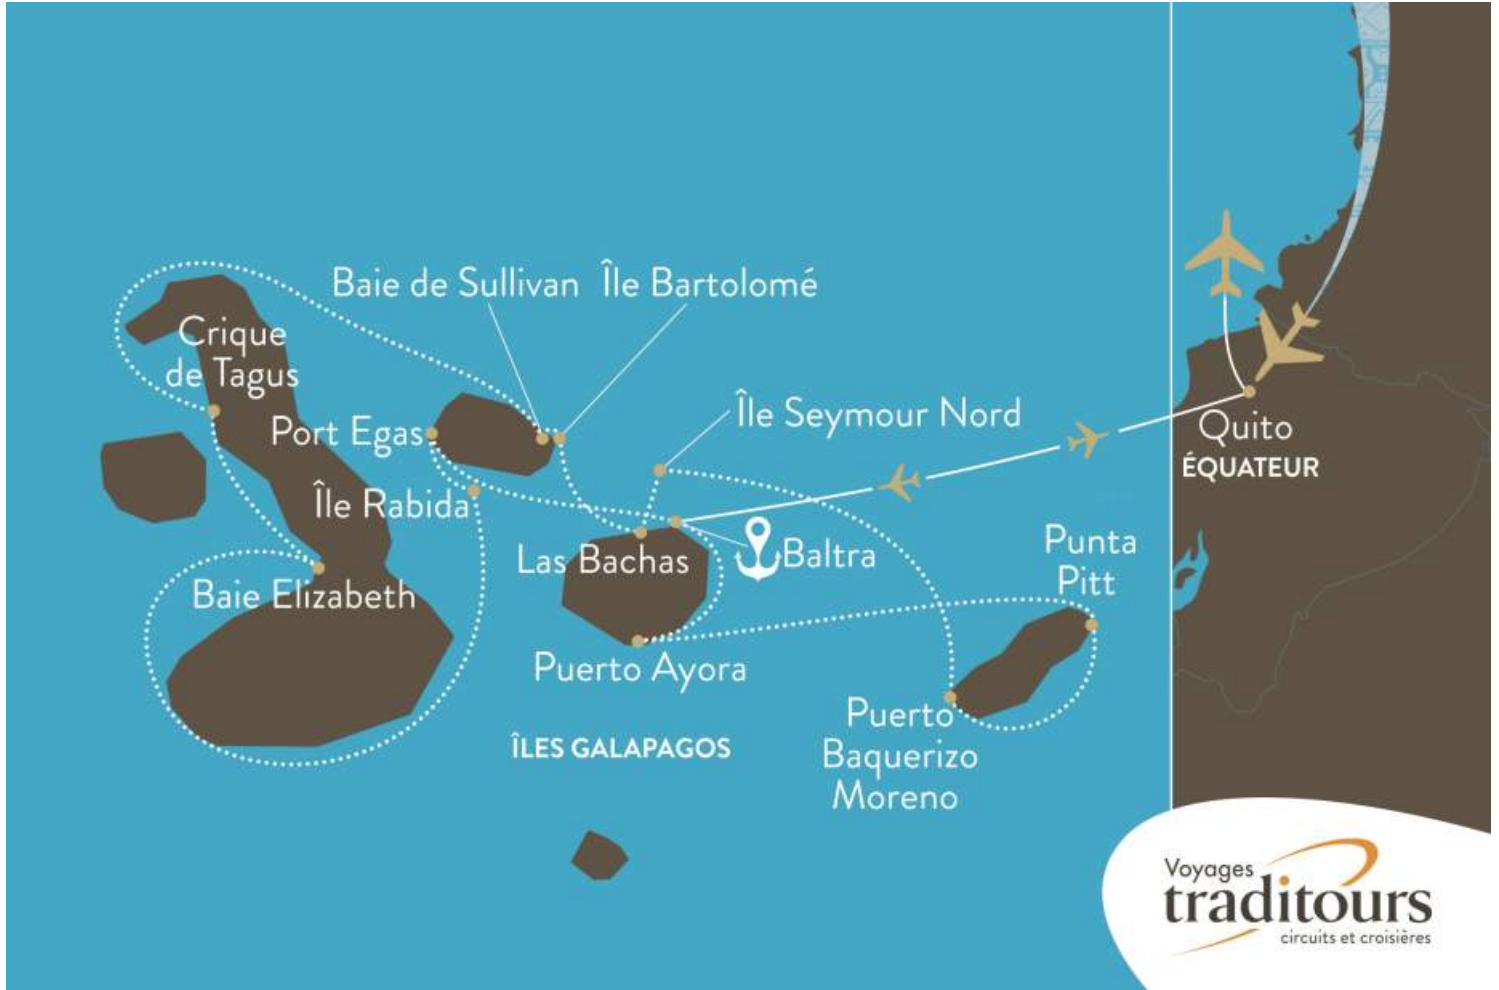 Baie de Sullivan
Île Bartolomé
Crique
de Tagus
Port Egas
Île Seymour Nord
Quito
ÉQUATEUR
Île Rabida
Las Bachas
Baltra
Punta
Pitt
Baie Elizabeth
Puerto Ayora
Puerto
Baquerizo
Moreno
ÎLES GALAPAGOS
Voyages
traditours
circuits et croisières